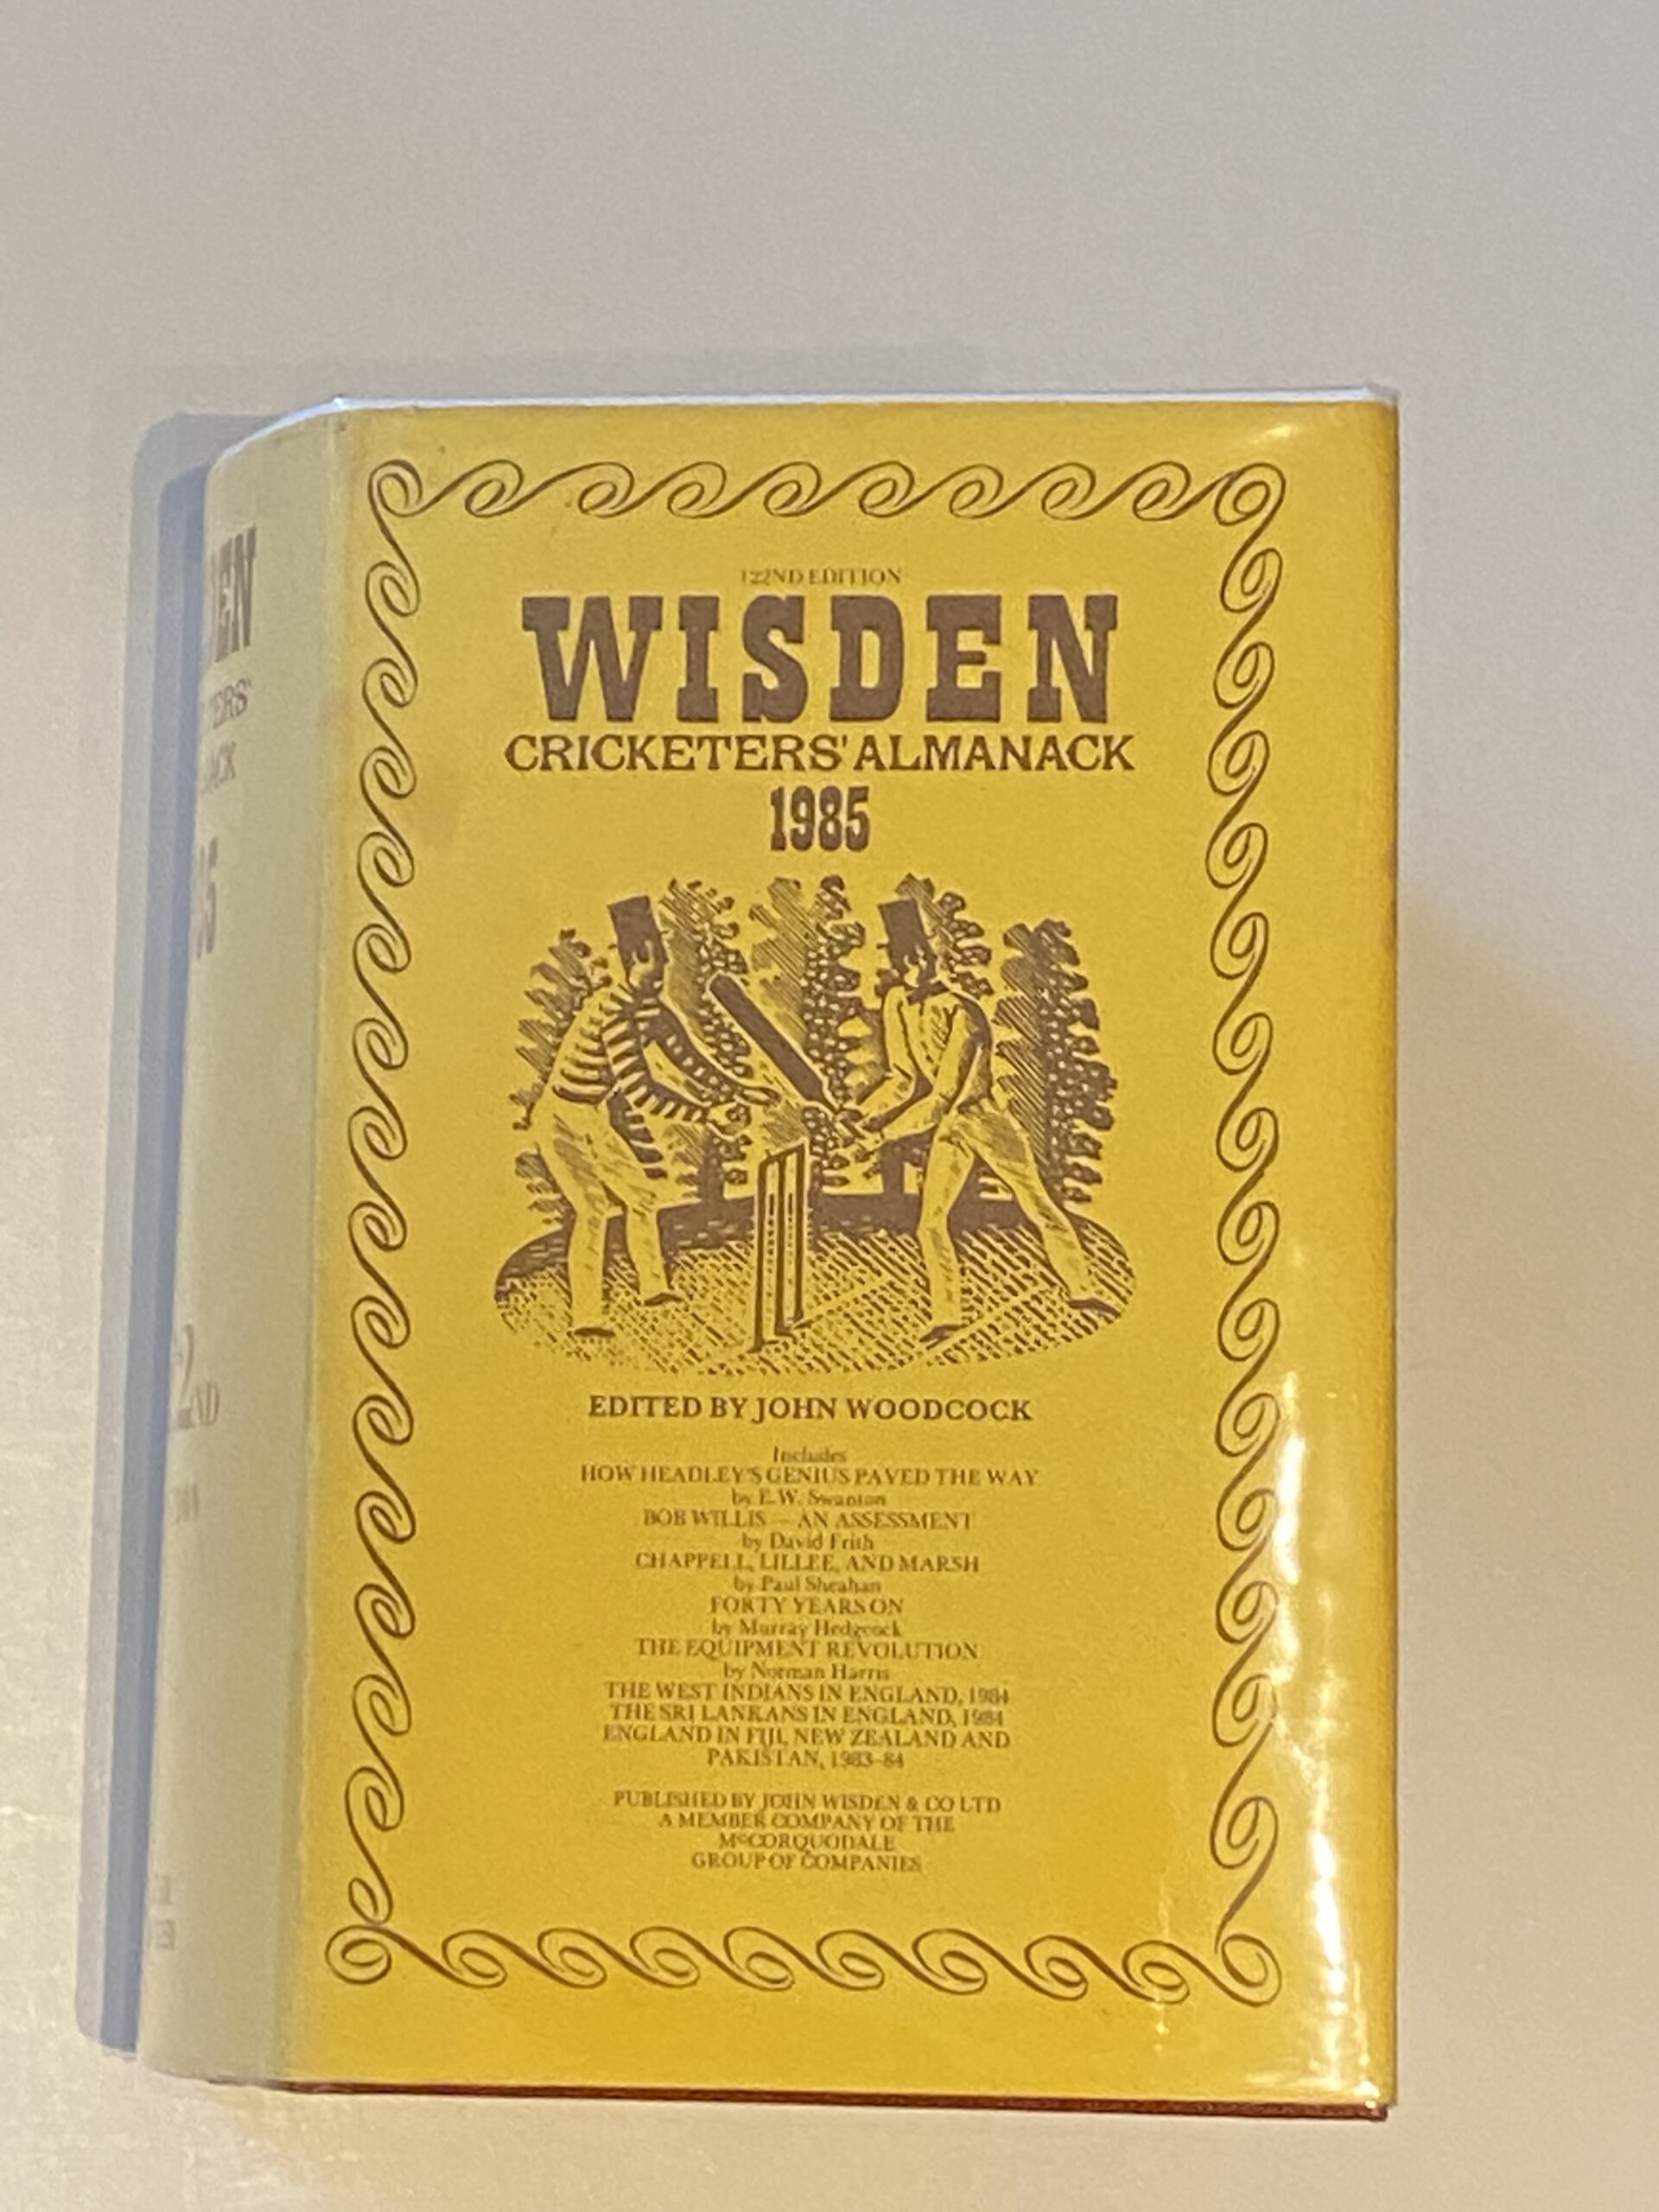 122ND EDITION
WISDEN
CRICKETERS' ALMANACK
1985
EDITED BY JOHN WOODCOCK
Includes
HOW HEADLEY'S GENIUS PAVED THE WAY
by E.W. Swanton
BOB WILLIS – AN ASSESSMENT
by David Frith
CHAPPELL, LILLEE, AND MARSH
by Paul Sheahan
FORTY YEARS ON
by Murray Hedgcock
THE EQUIPMENT REVOLUTION
by Norman Harris
THE WEST INDIANS IN ENGLAND, 1984
THE SRI LANKANS IN ENGLAND, 1984
ENGLAND IN FIJI, NEW ZEALAND AND
PAKISTAN, 1983–84
PUBLISHED BY JOHN WISDEN & CO LTD
A MEMBER COMPANY OF THE
McCORQUODALE
GROUP OF COMPANIES